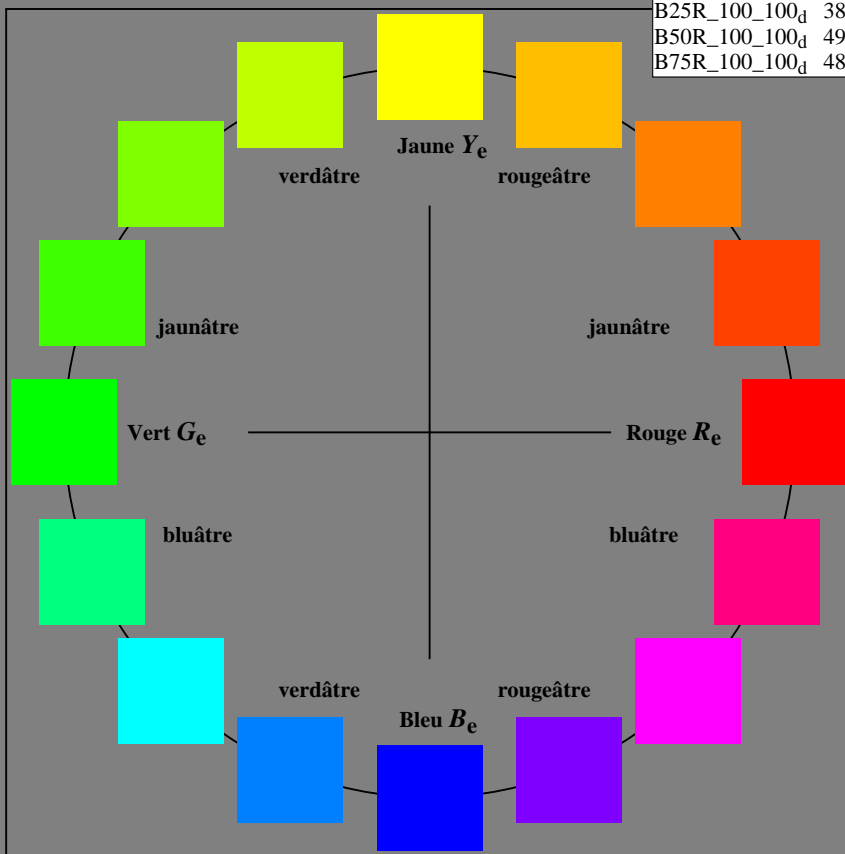 B25R_100_100d 38
B50R_100_100d 49
B75R_100_100d 48
Jaune Ye
verdâtre rougeâtre
jaunâtre jaunâtre
Vert Ge Rouge Re
bluâtre bluâtre
verdâtre rougeâtre
Bleu Be